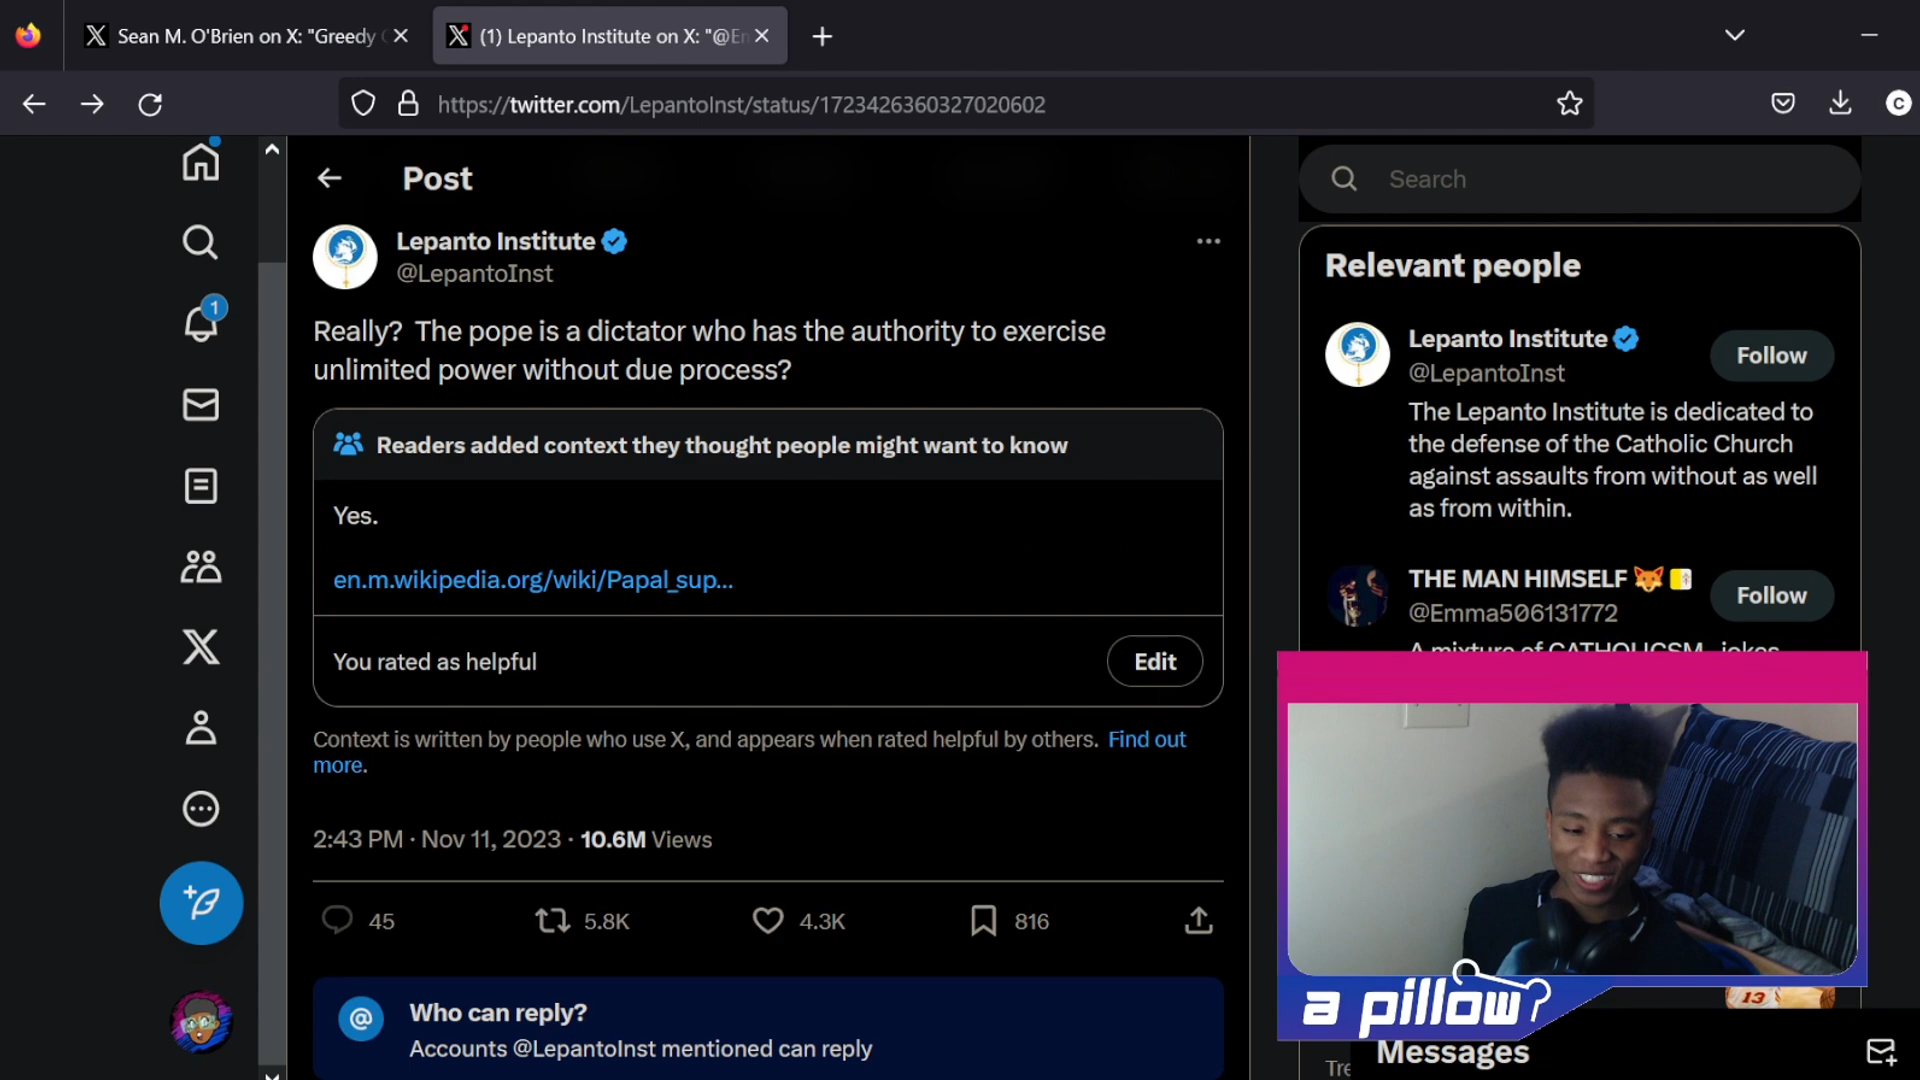 Sean M. O'Brien on X: "Greedy
(1) Lepanto Institute on X: "@En
https://twitter.com/LepantoInst/status/1723426360327020602
C
Post
Search
Lepanto Institute
@LepantoInst
Really? The pope is a dictator who has the authority to exercise
unlimited power without due process?
Readers added context they thought people might want to know
Yes.
en.m.wikipedia.org/wiki/Papal_sup...
You rated as helpful
Edit
Context is written by people who use X, and appears when rated helpful by others. Find out
more.
2:43 PM · Nov 11, 2023 · 10.6M Views
45
5.8K
4.3K
816
Who can reply?
Accounts @LepantoInst mentioned can reply
1
Relevant people
Lepanto Institute
Follow
@LepantoInst
The Lepanto Institute is dedicated to
the defense of the Catholic Church
against assaults from without as well
as from within.
THE MAN HIMSELF
Follow
@Emma506131772
A mixture of CATHOLICSM, jokes
a pillow?
13
Messages